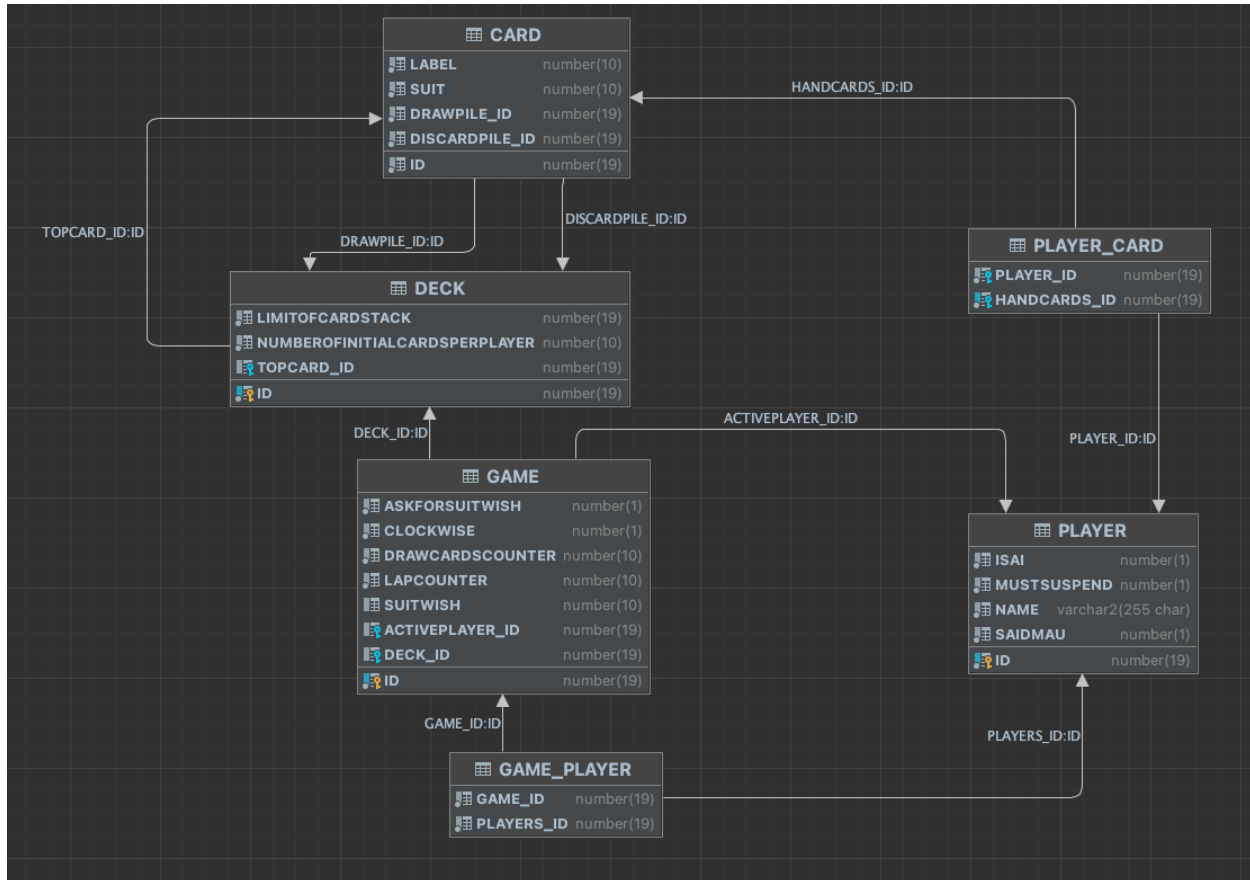 CARD
LABEL number(10)
SUIT number(10)
DRAWPILE_ID number(19)
DISCARDPILE_ID number(19)
ID number(19)
HANDCARDS_ID:ID
TOPCARD_ID:ID
DRAWPILE_ID:ID
DISCARDPILE_ID:ID
PLAYER_CARD
PLAYER_ID number(19)
HANDCARDS_ID number(19)
DECK
LIMITOFCARDSTACK number(19)
NUMBEROFINITIALCARDSPERPLAYER number(10)
TOPCARD_ID number(19)
ID number(19)
DECK_ID:ID
ACTIVEPLAYER_ID:ID
PLAYER_ID:ID
GAME
ASKFORSUITWISH number(1)
CLOCKWISE number(1)
DRAWCARDSCOUNTER number(10)
LAPCOUNTER number(10)
SUITWISH number(10)
ACTIVEPLAYER_ID number(19)
DECK_ID number(19)
ID number(19)
PLAYER
ISAI number(1)
MUSTSUSPEND number(1)
NAME varchar2(255 char)
SAIDMAU number(1)
ID number(19)
GAME_ID:ID
PLAYERS_ID:ID
GAME_PLAYER
GAME_ID number(19)
PLAYERS_ID number(19)